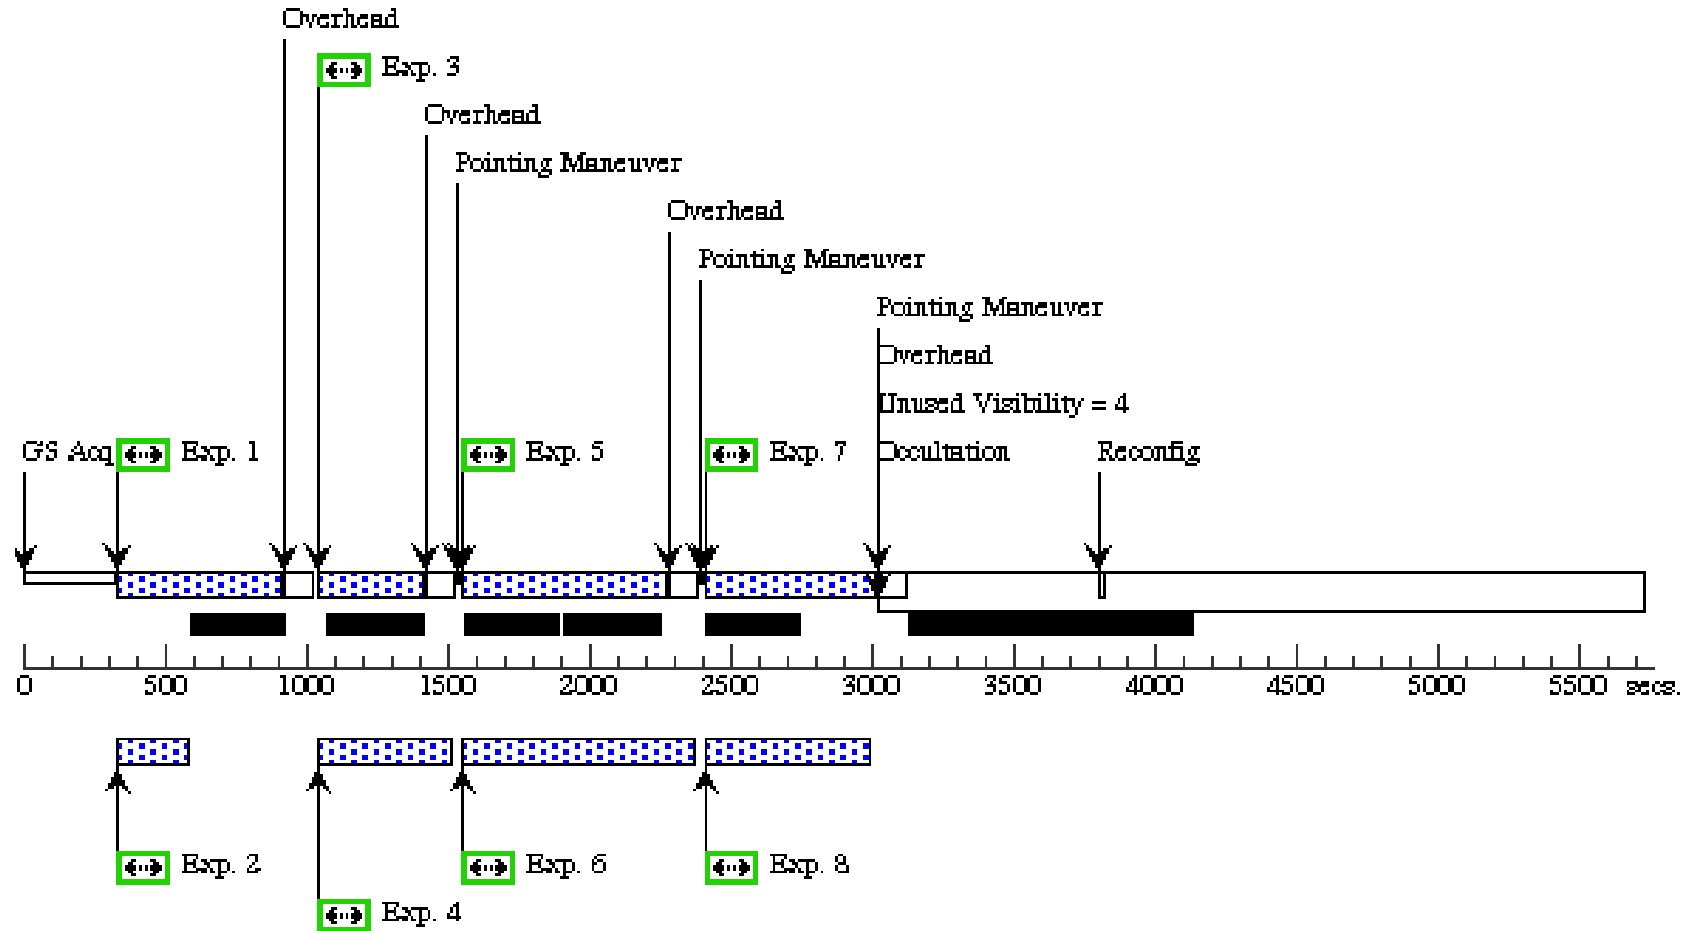 Overhead
Exp. 3
Overhead
Pointing Maneuver
Overhead
Pointing Maneuver
Pointing Maneuver
Overhead
Unused Visibility = 4
GS Acq Exp. 1 Exp. 5 Exp. 7 Occultation Reconfig
0 500 1000 1500 2000 2500 3000 3500 4000 4500 5000 5500 secs.
Exp. 2 Exp. 6 Exp. 8
Exp. 4